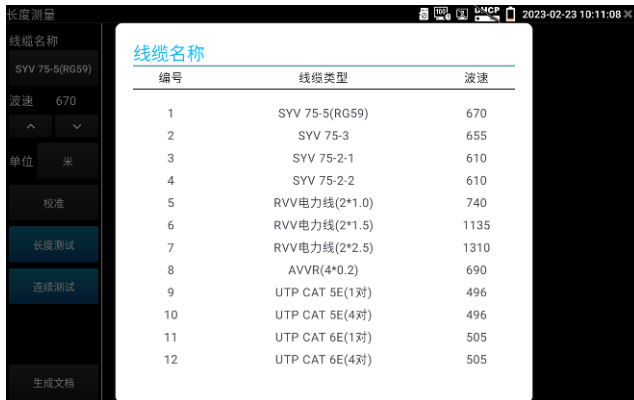 长度测量
2023-02-23 10:11:08
线缆名称
SYV 75-5(RG59)
波速 670
单位 米
校准
长度测试
连续测试
生成文档
线缆名称
编号 线缆类型 波速
1 SYV 75-5(RG59) 670
2 SYV 75-3 655
3 SYV 75-2-1 610
4 SYV 75-2-2 610
5 RVV电力线(2*1.0) 740
6 RVV电力线(2*1.5) 1135
7 RVV电力线(2*2.5) 1310
8 AVVR(4*0.2) 690
9 UTP CAT 5E(1对) 496
10 UTP CAT 5E(4对) 496
11 UTP CAT 6E(1对) 505
12 UTP CAT 6E(4对) 505